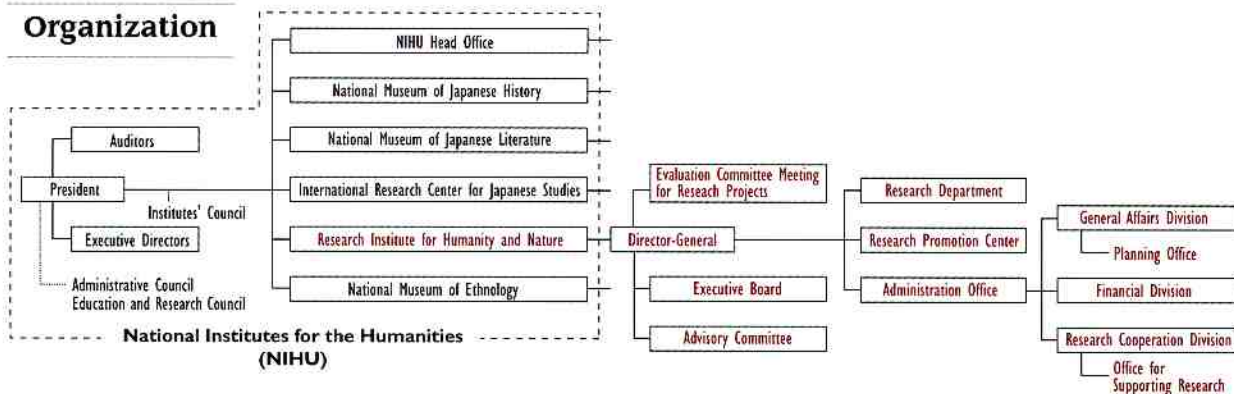 Organization
NIHU Head Office
National Museum of Japanese History
National Museum of Japanese Literature
International Research Center for Japanese Studies
Research Institute for Humanity and Nature
National Museum of Ethnology
Auditors
President
Institutes' Council
Executive Directors
Administrative Council
Education and Research Council
National Institutes for the Humanities
(NIHU)
Evaluation Committee Meeting
for Reseach Projects
Director-General
Executive Board
Advisory Committee
Research Department
Research Promotion Center
Administration Office
General Affairs Division
Planning Office
Financial Division
Research Cooperation Division
Office for
Supporting Research